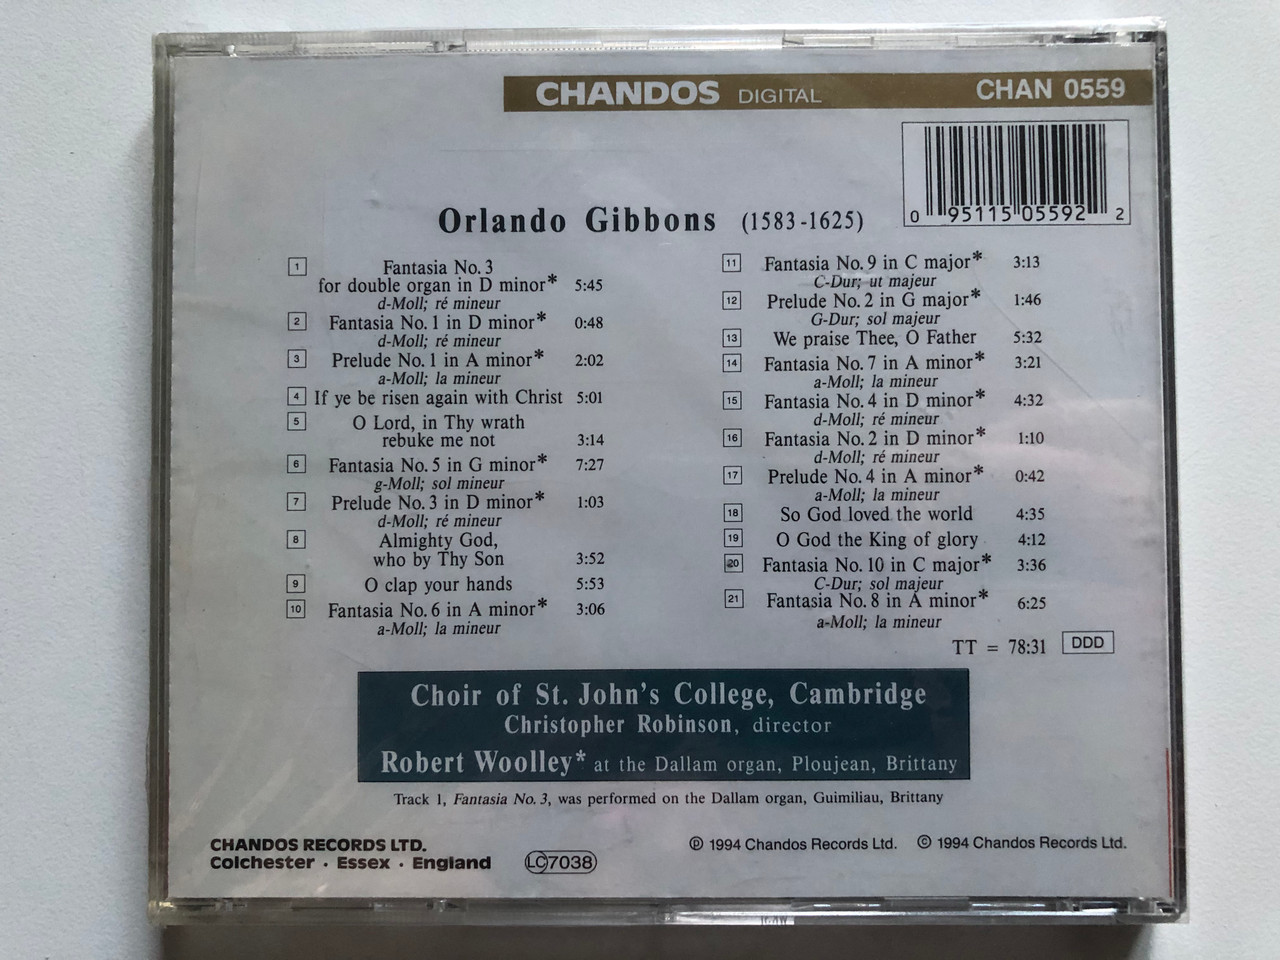 CHANDOS DIGITAL CHAN 0559
0 95115 05592 2
Orlando Gibbons (1583-1625)
1 Fantasia No. 3
for double organ in D minor* 5:45
d-Moll; ré mineur
2 Fantasia No. 1 in D minor* 0:48
d-Moll; ré mineur
3 Prelude No. 1 in A minor* 2:02
a-Moll; la mineur
4 If ye be risen again with Christ 5:01
5 O Lord, in Thy wrath
rebuke me not 3:14
6 Fantasia No. 5 in G minor* 7:27
g-Moll; sol mineur
7 Prelude No. 3 in D minor* 1:03
d-Moll; ré mineur
8 Almighty God,
who by Thy Son 3:52
9 O clap your hands 5:53
10 Fantasia No. 6 in A minor* 3:06
a-Moll; la mineur
11 Fantasia No. 9 in C major* 3:13
C-Dur; ut majeur
12 Prelude No. 2 in G major* 1:46
G-Dur; sol majeur
13 We praise Thee, O Father 5:32
14 Fantasia No. 7 in A minor* 3:21
a-Moll; la mineur
15 Fantasia No. 4 in D minor* 4:32
d-Moll; ré mineur
16 Fantasia No. 2 in D minor* 1:10
d-Moll; ré mineur
17 Prelude No. 4 in A minor* 0:42
a-Moll; la mineur
18 So God loved the world 4:35
19 O God the King of glory 4:12
20 Fantasia No. 10 in C major* 3:36
C-Dur; sol majeur
21 Fantasia No. 8 in A minor* 6:25
a-Moll; la mineur
TT = 78:31 DDD
Choir of St. John's College, Cambridge
Christopher Robinson, director
Robert Woolley* at the Dallam organ, Ploujean, Brittany
Track 1, Fantasia No. 3, was performed on the Dallam organ, Guimiliau, Brittany
CHANDOS RECORDS LTD.
Colchester · Essex · England
LC7038
℗ 1994 Chandos Records Ltd. © 1994 Chandos Records Ltd.